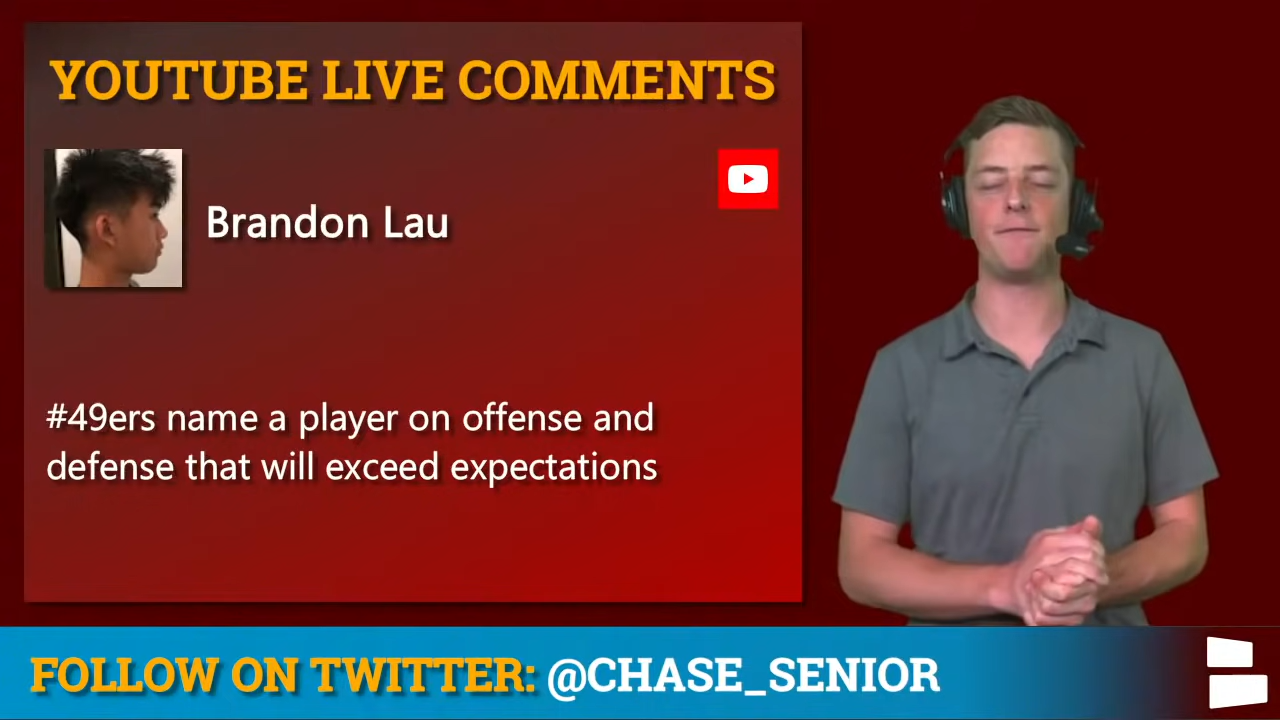 YOUTUBE LIVE COMMENTS
Brandon Lau
#49ers name a player on offense and
defense that will exceed expectations
FOLLOW ON TWITTER: @CHASE_SENIOR